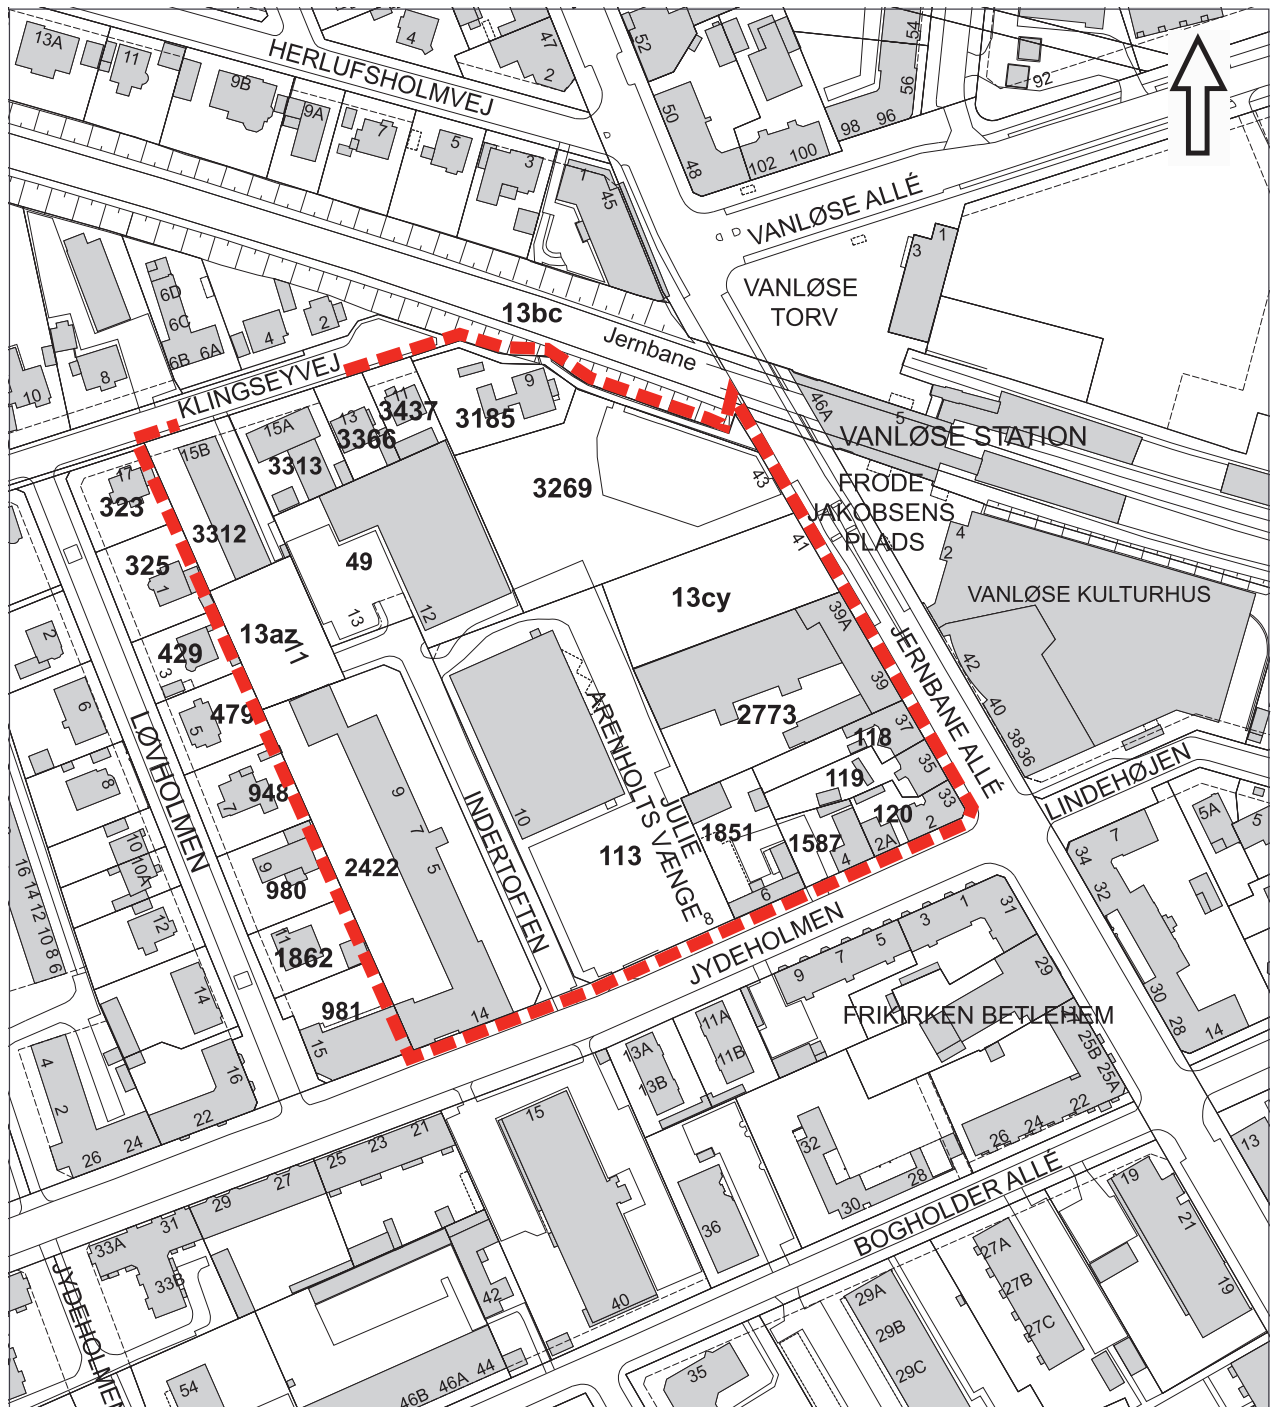 13A
11
9B
9A
7
5
3
1
45
HERLUFSHOLMVEJ
4
47
2
52
50
48
54
56
96
98
100
102
92
VANLØSE ALLÉ
VANLØSE
TORV
1
3
13bc
Jernbane
6D
6C
6B
6A
4
2
8
10
KLINGSEYVEJ
46A
5
VANLØSE STATION
FRODE
JAKOBSENS
PLADS
4
2
VANLØSE KULTURHUS
15B
15A
13
11
9
17
3437
3366
3185
3313
3269
43
41
323
3312
325
1
49
13
12
13cy
39A
39
13az
11
429
3
479
5
948
7
2773
37
118
35
119
33
120
2
2A
4
1587
1851
6
8
113
10
9
7
5
2422
980
9
1862
11
981
15
14
JERNBANE ALLÉ
42
40
38
36
LINDEHØJEN
ARENHOLTS VÆNGE
JULIE
INDERTOFTEN
LØVHOLMEN
2
6
8
10
10A
12
14
16
14
12
10
8
6
JYDEHOLMEN
9
7
5
3
1
31
29
FRIKIRKEN BETLEHEM
25B
25A
22
24
26
28
30
32
7
5A
5
34
32
30
28
14
13
11A
11B
13A
13B
15
4
2
26
24
22
16
21
23
25
27
29
31
33A
33B
JYDEHOLMEN
54
46B
46A
44
42
40
36
35
BOGHOLDER ALLÉ
29A
29B
29C
27A
27B
27C
19
21
19